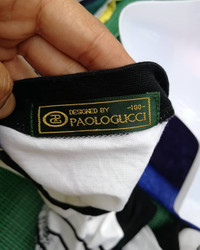 DESIGNED BY
-100-
PAOLOGUCCI